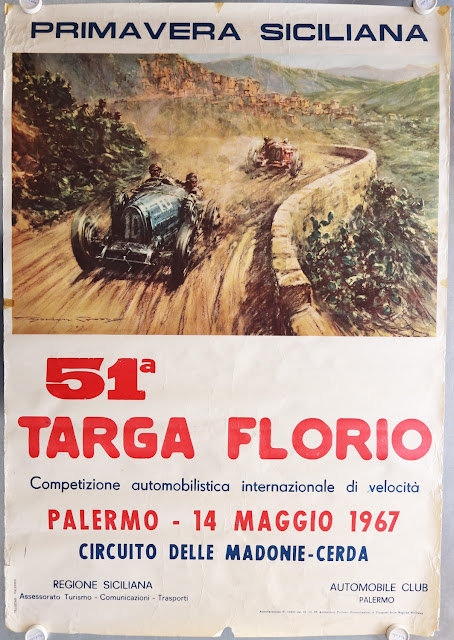 PRIMAVERA SICILIANA
51a
TARGA FLORIO
Competizione automobilistica internazionale di velocità
PALERMO - 14 MAGGIO 1967
CIRCUITO DELLE MADONIE-CERDA
REGIONE SICILIANA
Assessorato Turismo - Comunicazioni - Trasporti
AUTOMOBILE CLUB
PALERMO